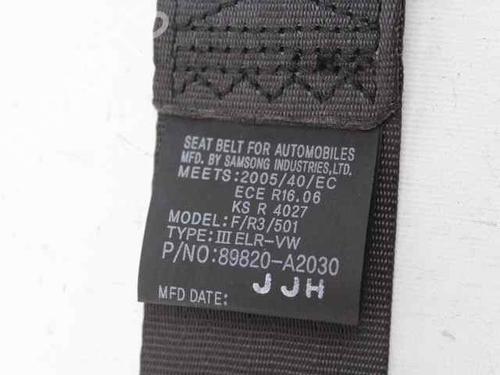 SEAT BELT FOR AUTOMOBILES
MFD. BY SAMSONG INDUSTRIES,LTD.
MEETS:2005/40/EC
ECE R16.06
KS R 4027
MODEL:F/R3/501
TYPE:III ELR-VW
P/NO:89820-A2030
JJH
MFD DATE: